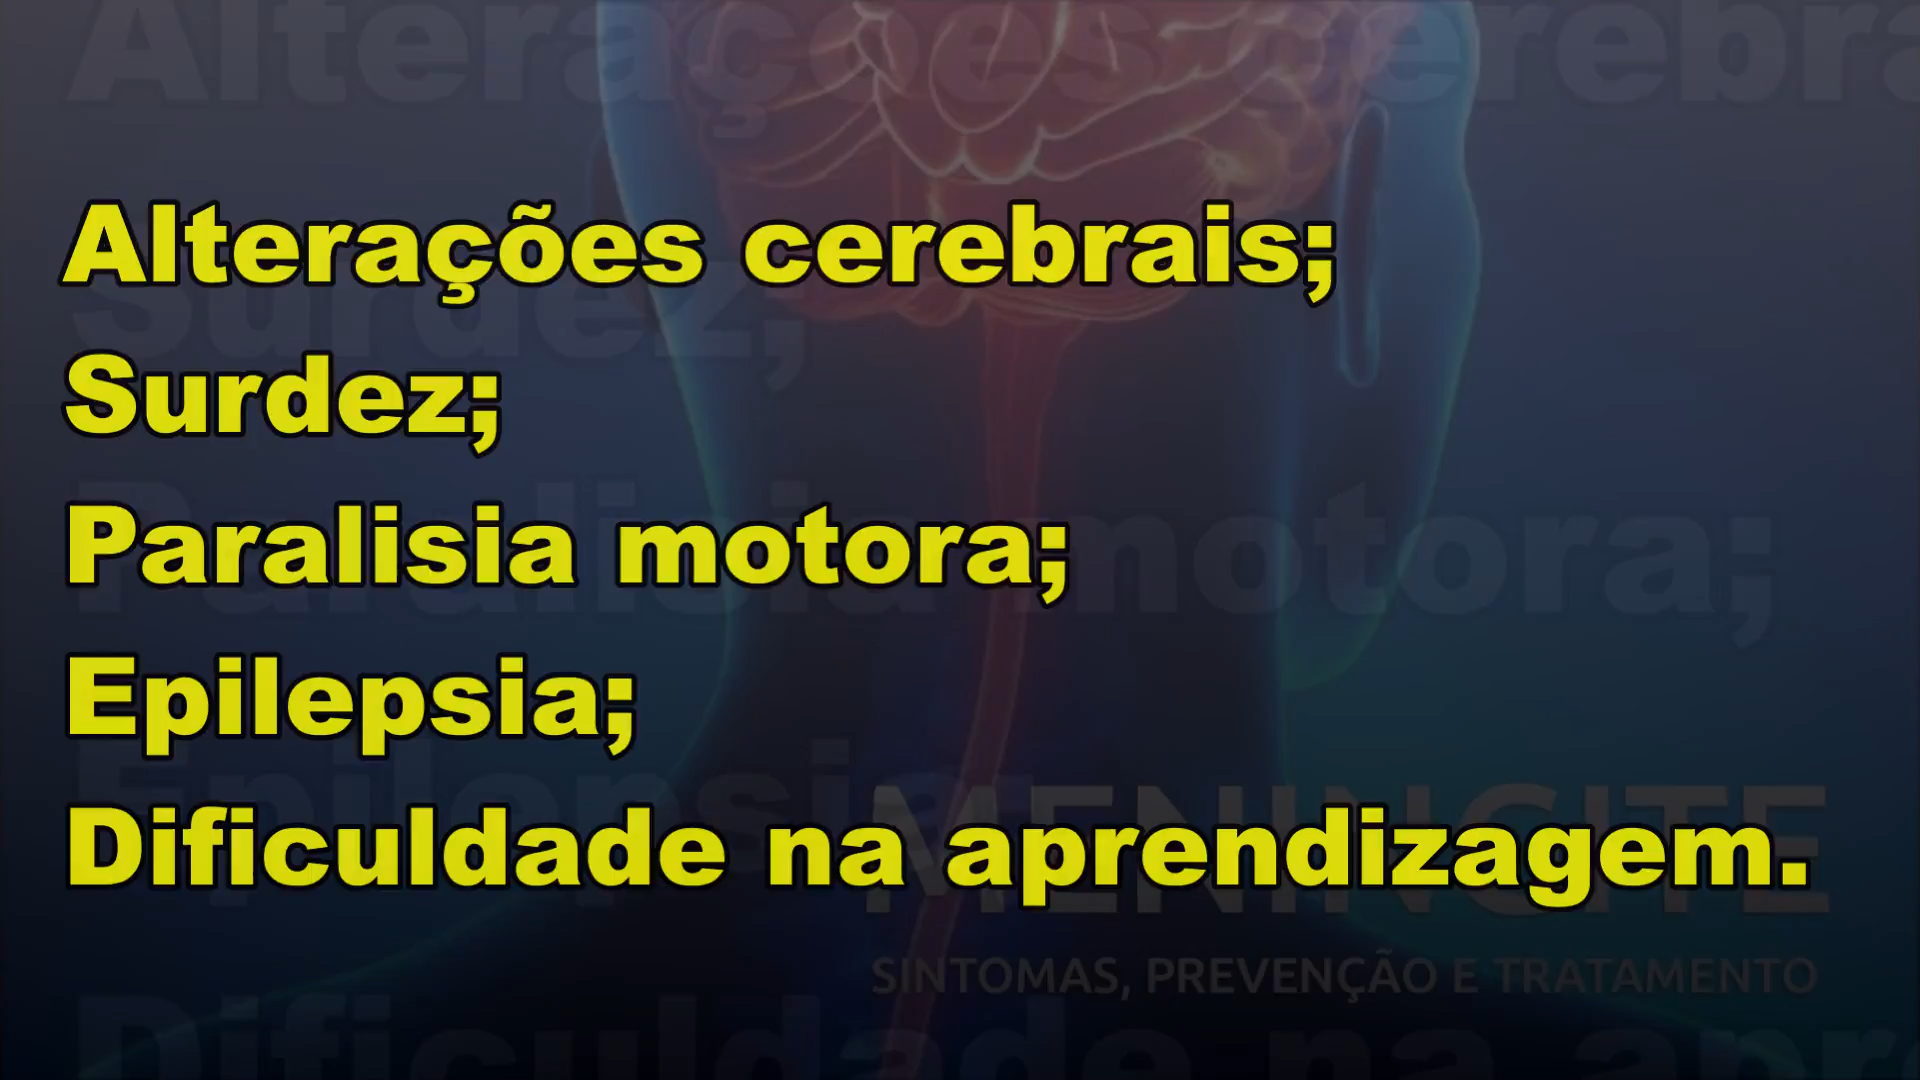 Alterações cerebrais;
Surdez;
Paralisia motora;
Epilepsia;
Dificuldade na aprendizagem.
MENINGITE
SINTOMAS, PREVENÇÃO E TRATAMENTO